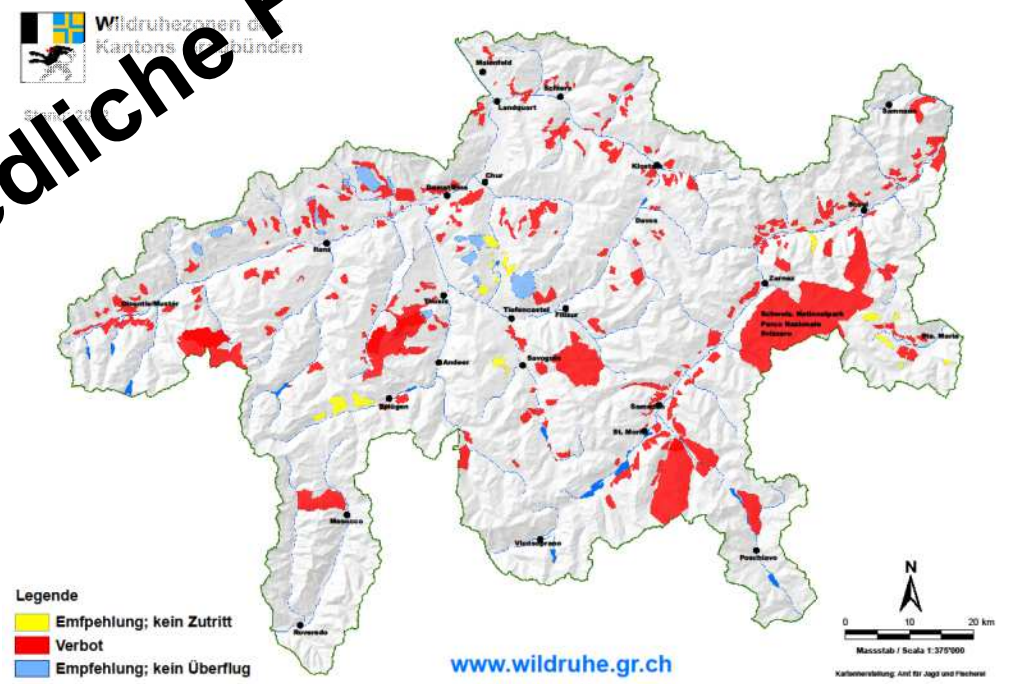 Wildruhezonen des
Kantons Graubünden
Maienfeld
Schiers
Landquart
Samnaun
Klosters
Chur
Domat/Ems
Davos
Scuol
Ilanz
Zernez
Disentis/Mustér
Thusis
Tiefencastel
Filisur
Schweiz. Nationalpark
Parco Nazionale
Svizzero
Sta. Maria
Andeer
Savognin
Splügen
Samedan
St. Moritz
Mesocco
Vicosoprano
Poschiavo
Roveredo
Legende
Emfpehlung; kein Zutritt
Verbot
Empfehlung; kein Überflug
www.wildruhe.gr.ch
N
0 10 20 km
Massstab / Scala 1:375'000
Kartenherstellung: Amt für Jagd und Fischerei